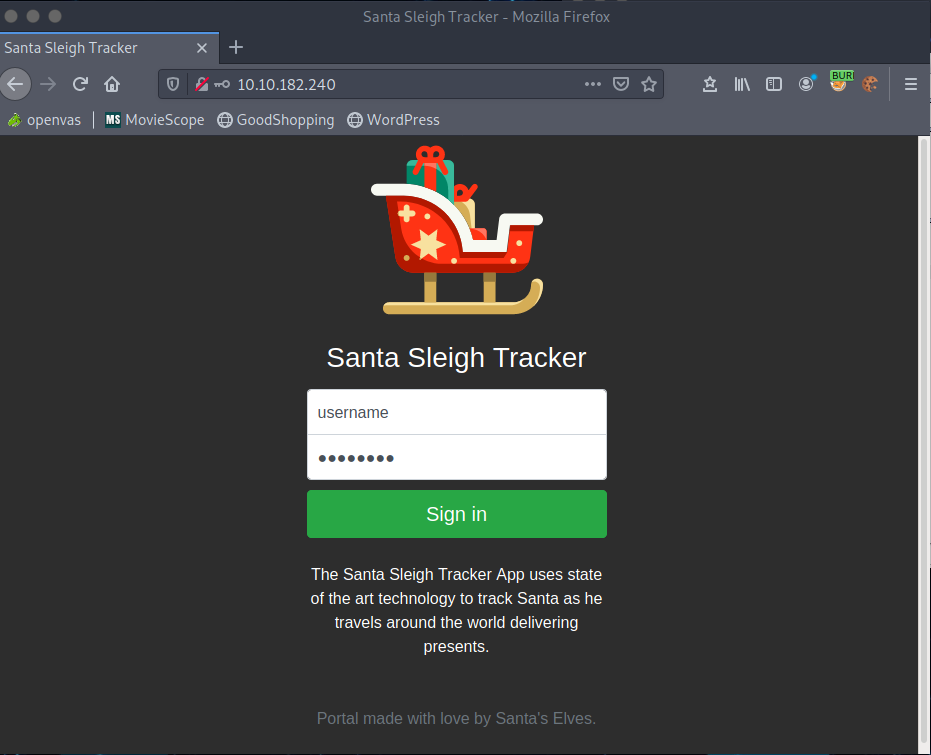 Santa Sleigh Tracker - Mozilla Firefox
Santa Sleigh Tracker
10.10.182.240
BUR
openvas MS MovieScope GoodShopping WordPress
Santa Sleigh Tracker
username
••••••••
Sign in
The Santa Sleigh Tracker App uses state
of the art technology to track Santa as he
travels around the world delivering
presents.
Portal made with love by Santa's Elves.